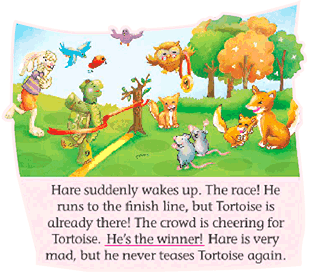 Hare suddenly wakes up. The race! He
runs to the finish line, but Tortoise is
already there! The crowd is cheering for
Tortoise. He's the winner! Hare is very
mad, but he never teases Tortoise again.